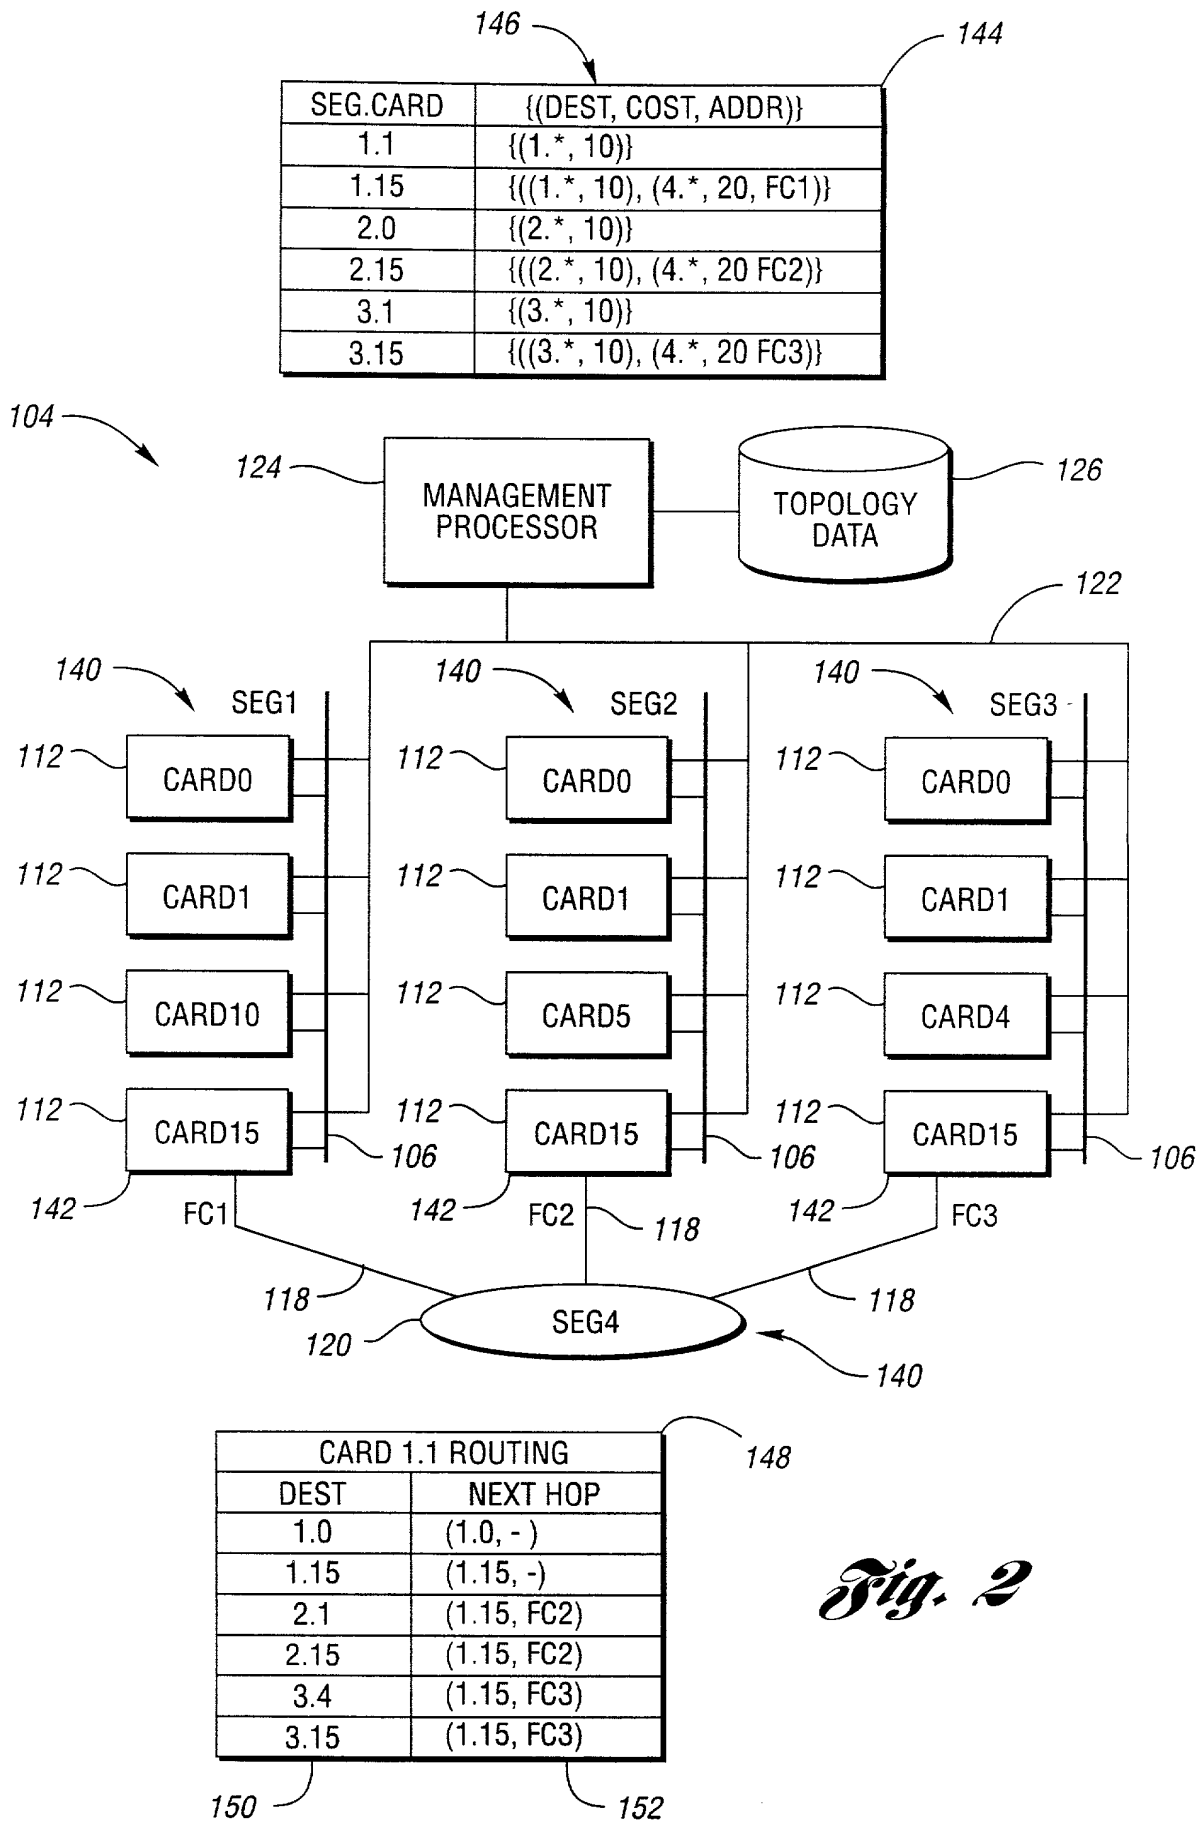 146
144
SEG.CARD {(DEST, COST, ADDR)}
1.1 {(1.*, 10)}
1.15 {((1.*, 10), (4.*, 20, FC1)}
2.0 {(2.*, 10)}
2.15 {((2.*, 10), (4.*, 20 FC2)}
3.1 {(3.*, 10)}
3.15 {((3.*, 10), (4.*, 20 FC3)}
104
124
MANAGEMENT
PROCESSOR
TOPOLOGY
DATA
126
122
140 140 140
SEG1 SEG2 SEG3
112 CARD0 112 CARD0 112 CARD0
112 CARD1 112 CARD1 112 CARD1
112 CARD10 112 CARD5 112 CARD4
112 CARD15 112 CARD15 112 CARD15
106 106 106
142 FC1 142 FC2 118 142 FC3
118 118
120 SEG4
140
148
CARD 1.1 ROUTING
DEST NEXT HOP
1.0 (1.0, - )
1.15 (1.15, -)
2.1 (1.15, FC2)
2.15 (1.15, FC2)
3.4 (1.15, FC3)
3.15 (1.15, FC3)
150 152
Fig. 2